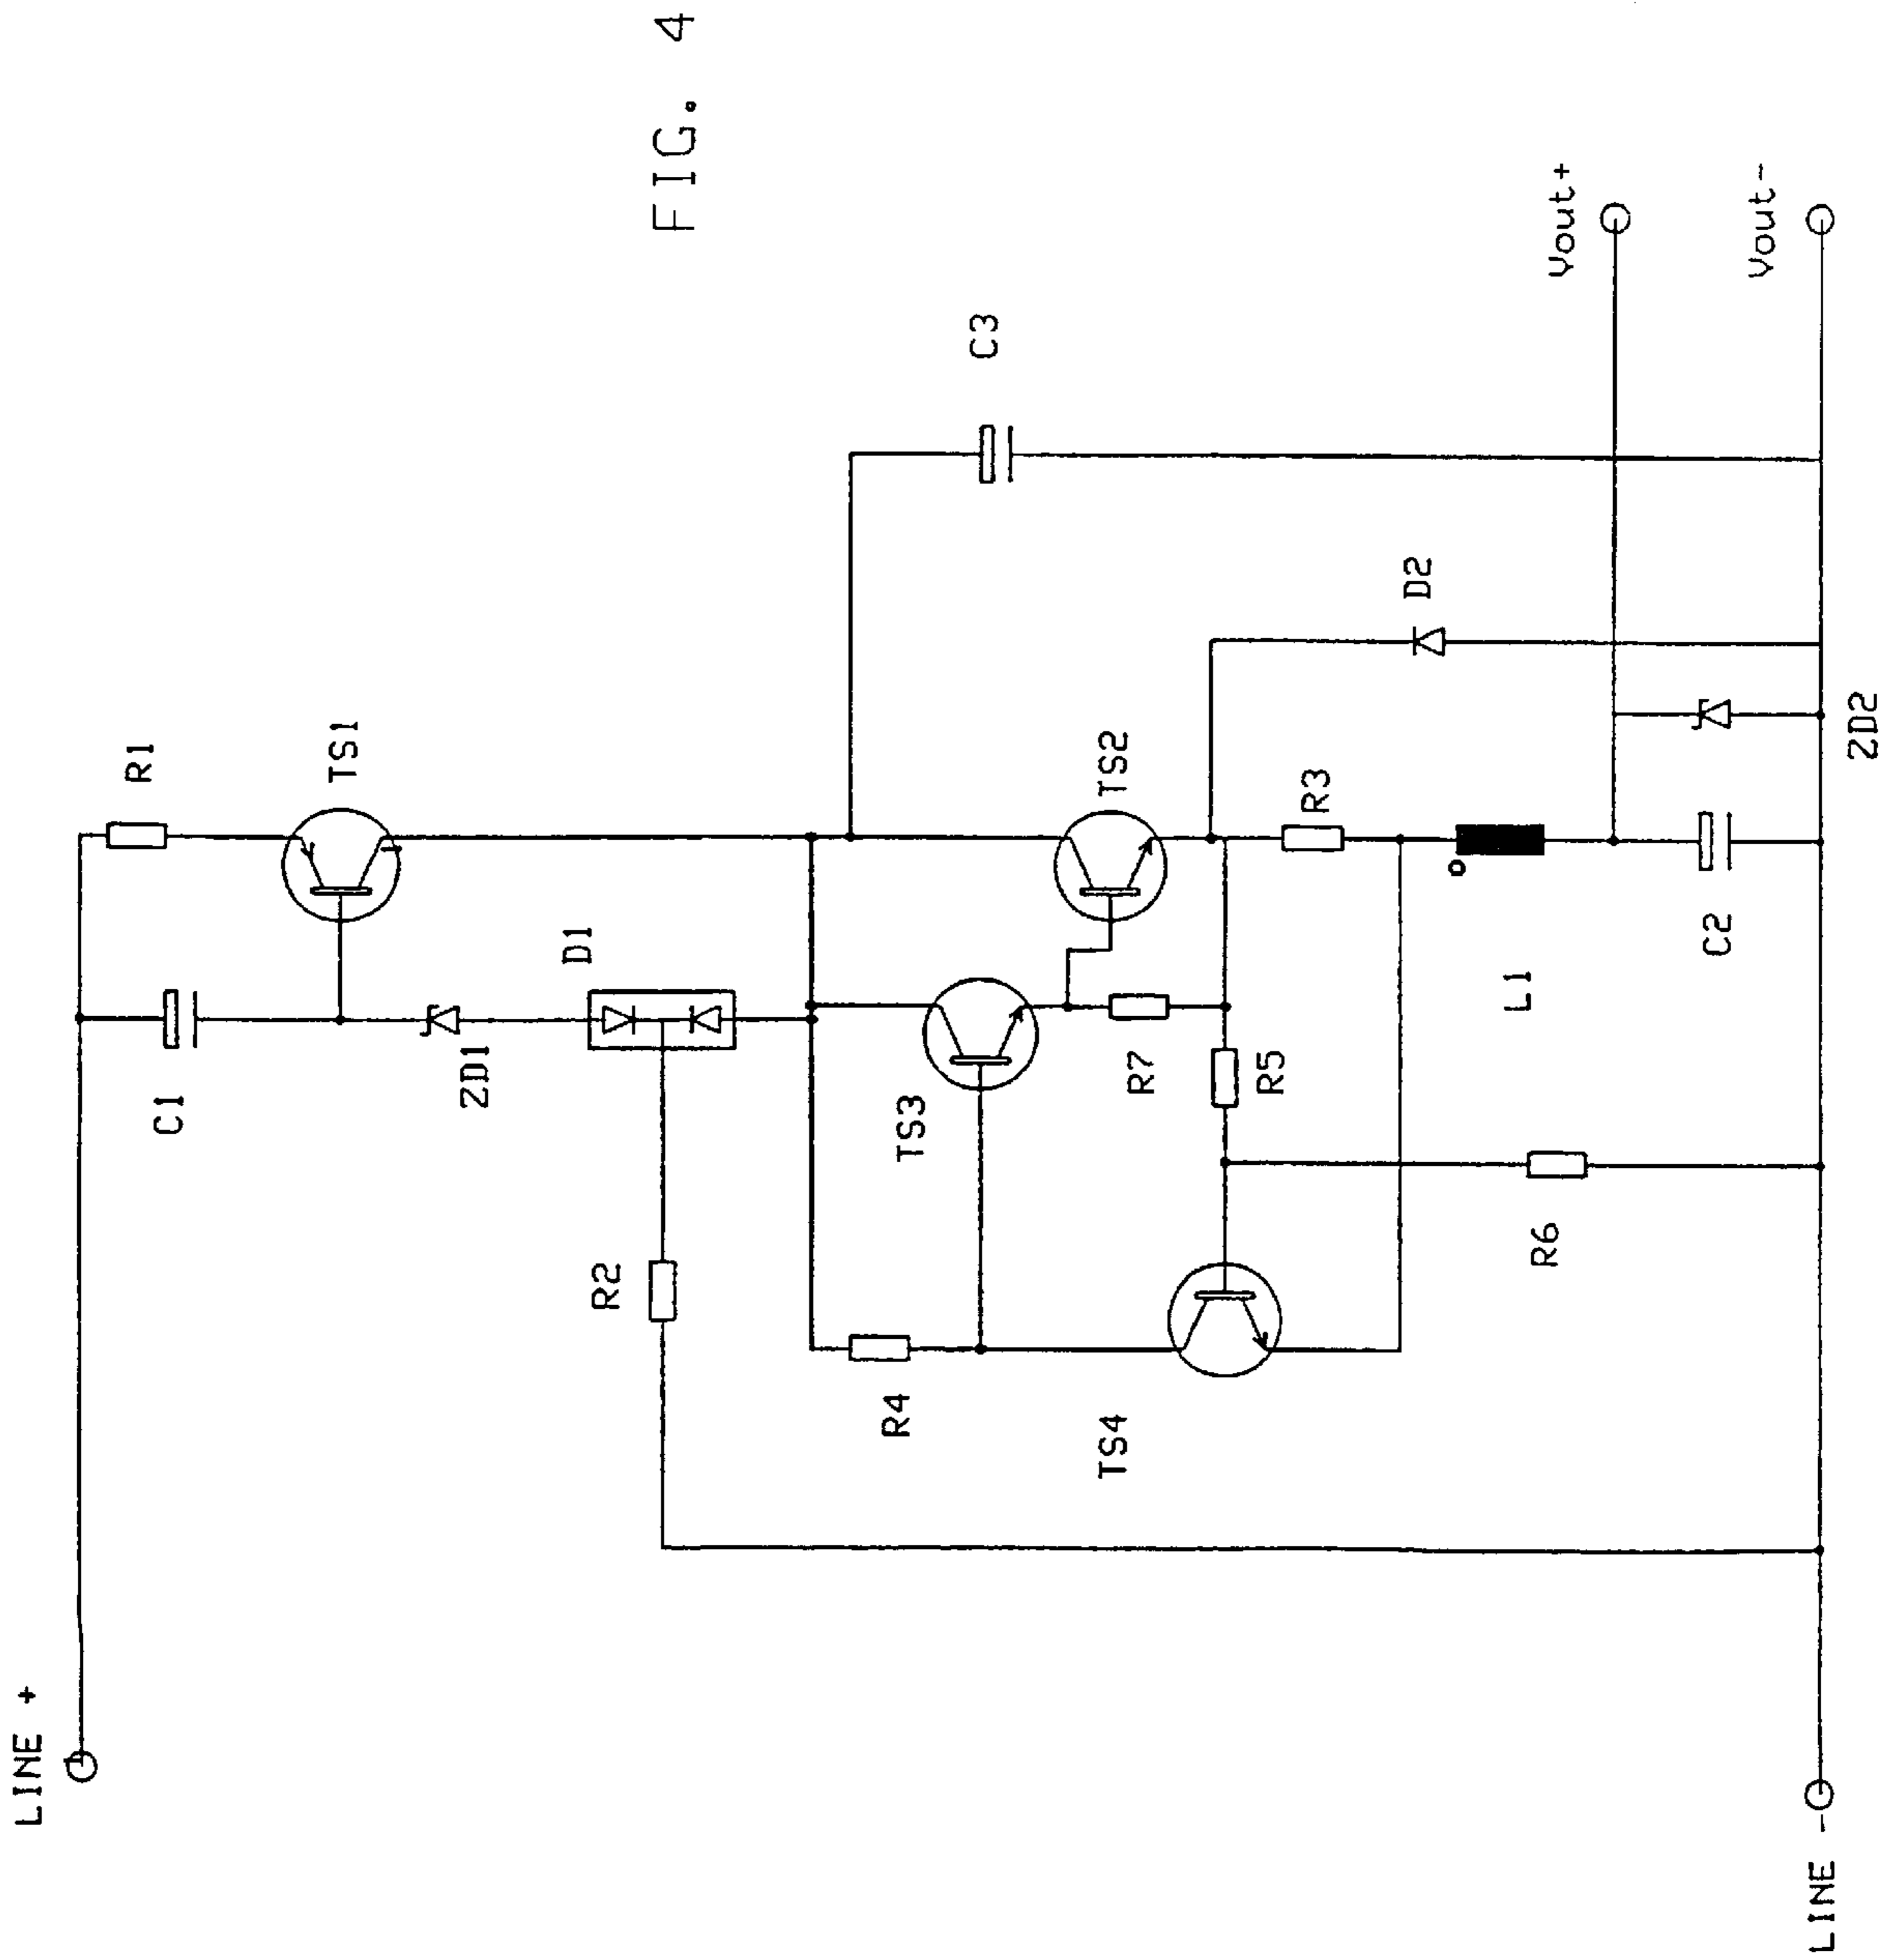 FIG. 4
LINE +
LINE -
R1
C1
TS1
ZD1
D1
R2
R4
TS3
TS2
R7
R5
TS4
R3
R6
L1
C2
D2
C3
ZD2
Vout+
Vout-